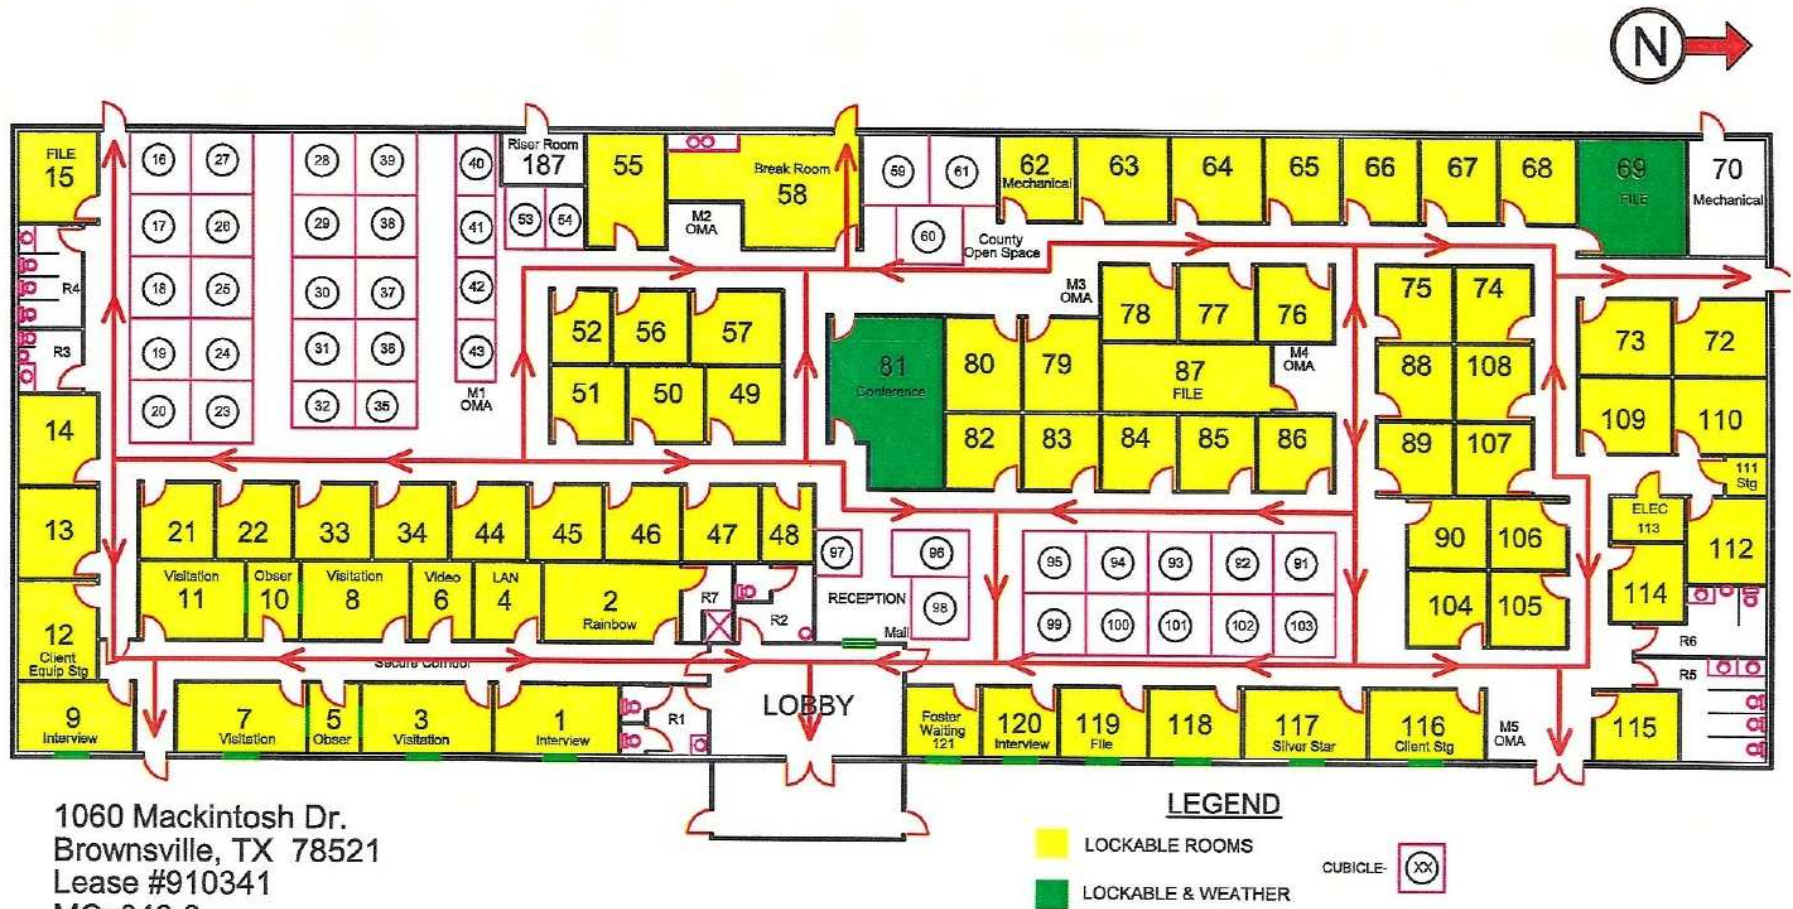 N
FILE
15
16
27
28
39
40
Riser Room
187
55
Break Room
58
59
61
62
Mechanical
63
64
65
66
67
68
69
FILE
70
Mechanical
17
26
29
38
41
53
54
M2
OMA
60
County
Open Space
R4
18
25
30
37
42
52
56
57
M3
OMA
78
77
76
75
74
73
72
R3
19
24
31
36
43
M1
OMA
81
Conference
80
79
87
FILE
M4
OMA
88
108
20
23
32
35
51
50
49
109
110
14
82
83
84
85
86
89
107
111
Stg
13
21
22
33
34
44
45
46
47
48
97
96
95
94
93
92
91
90
106
ELEC
113
112
Visitation
11
Obser
10
Visitation
8
Video
6
LAN
4
2
Rainbow
R7
R2
RECEPTION
98
Mail
99
100
101
102
103
104
105
114
12
Client
Equip Stg
Secure Corridor
R6
R5
9
Interview
7
Visitation
5
Obser
3
Visitation
1
Interview
R1
LOBBY
Foster
Waiting
121
120
Interview
119
File
118
117
Silver Star
116
Client Stg
M5
OMA
115
1060 Mackintosh Dr.
Brownsville, TX 78521
Lease #910341
LEGEND
LOCKABLE ROOMS
CUBICLE- XX
LOCKABLE & WEATHER